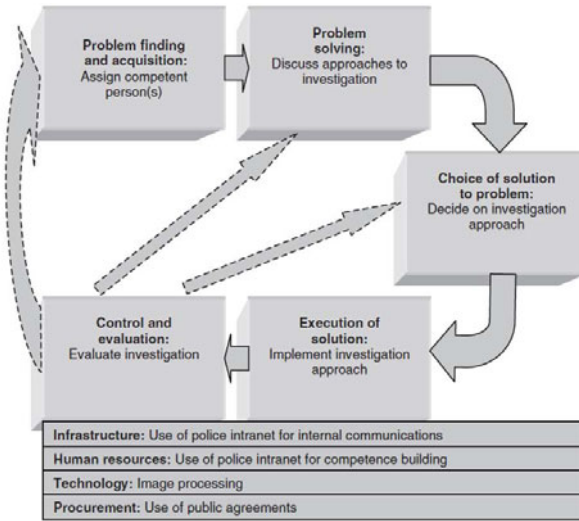 Problem finding
and acquisition:
Assign competent
person(s)
Problem
solving:
Discuss approaches to
investigation
Choice of solution
to problem:
Decide on investigation
approach
Control and
evaluation:
Evaluate investigation
Execution of
solution:
Implement investigation
approach
Infrastructure: Use of police intranet for internal communications
Human resources: Use of police intranet for competence building
Technology: Image processing
Procurement: Use of public agreements